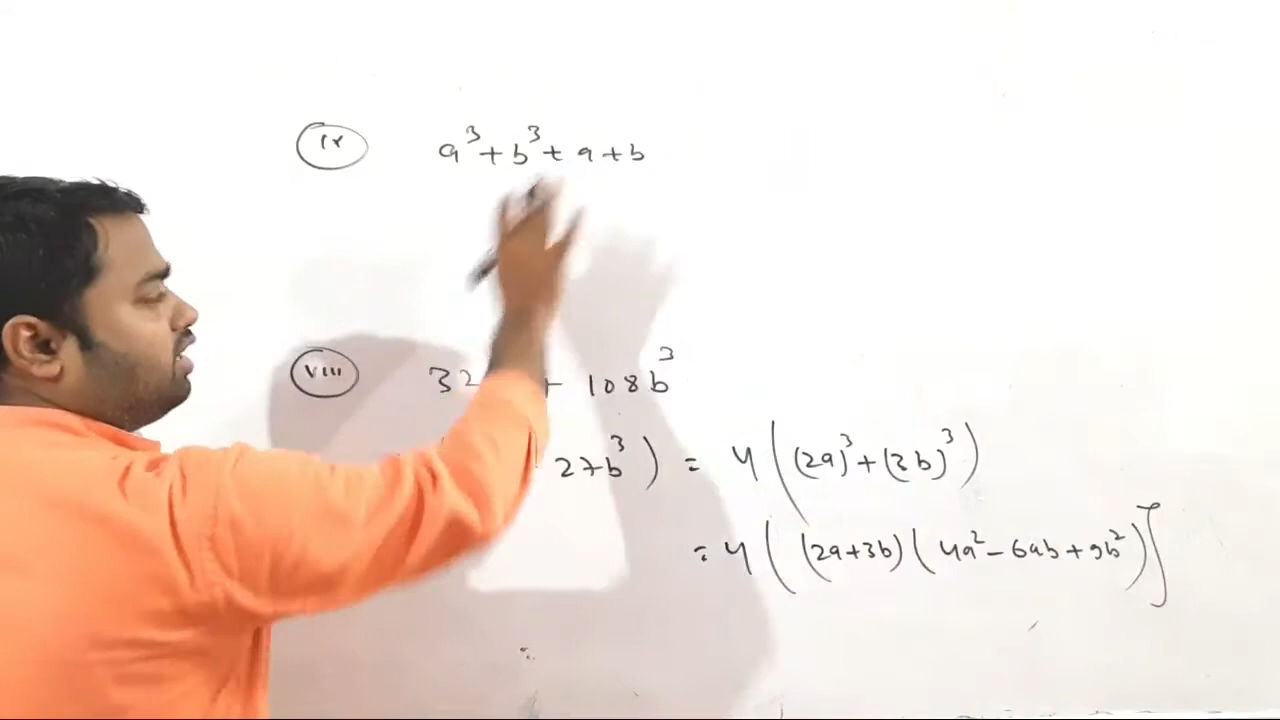 ix a³+b³+a+b
viii 32 + 108b³
27b³) = 4((2a)³+(3b)³)
= 4((2a+3b)(4a²-6ab+9b²)]